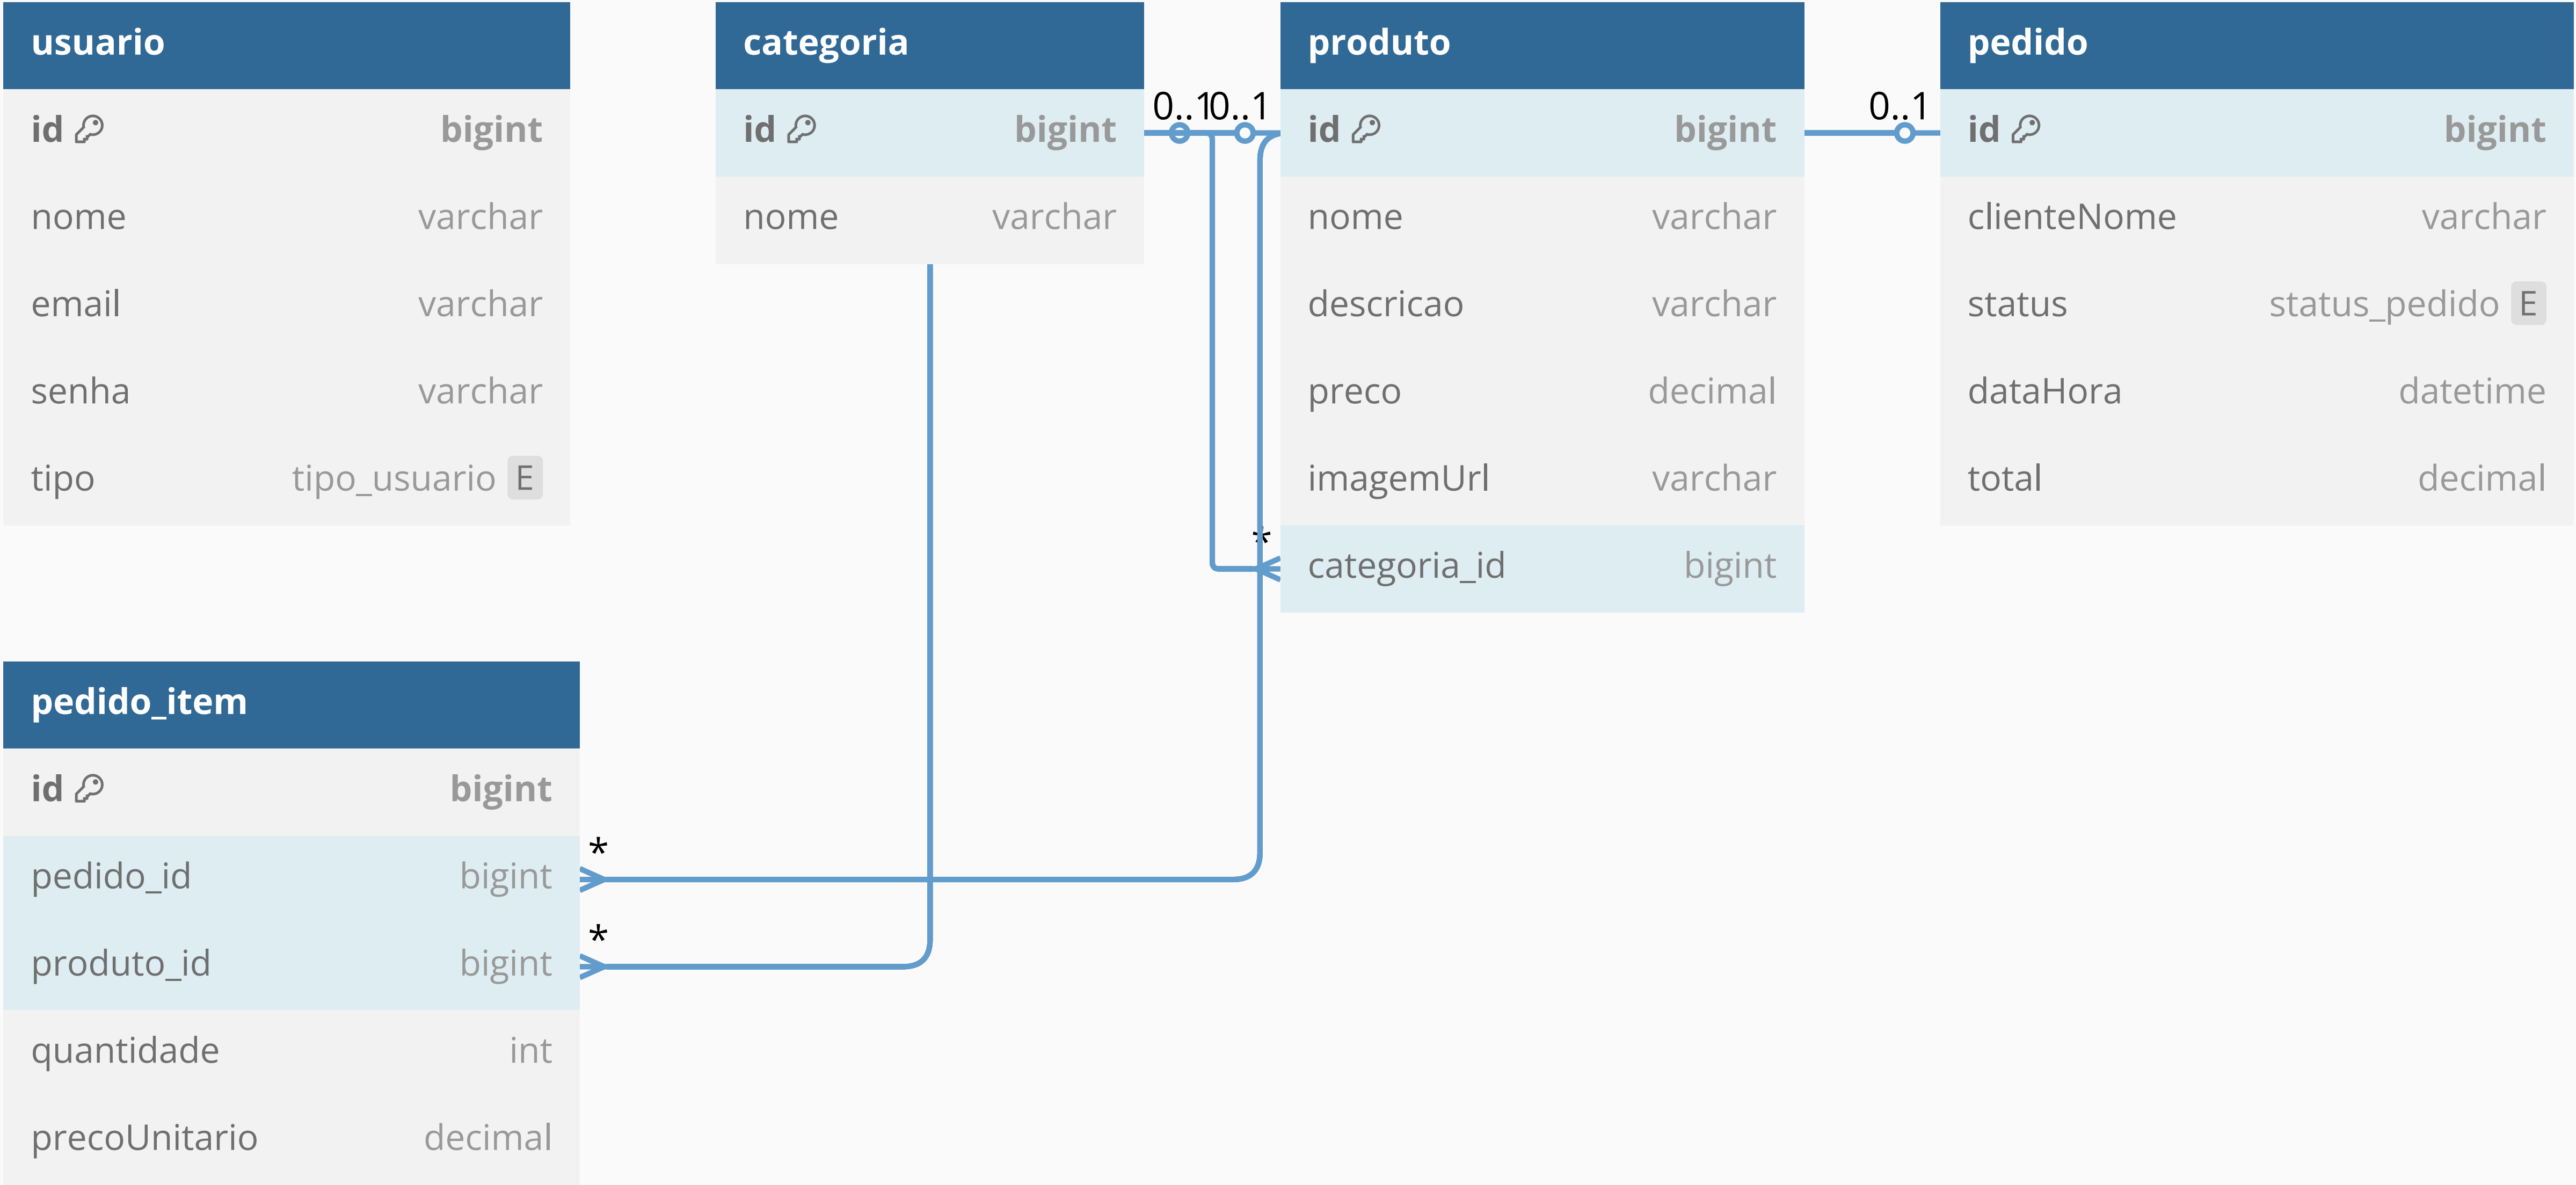 usuario
id bigint
nome varchar
email varchar
senha varchar
tipo tipo_usuario E
categoria
id bigint
nome varchar
0..1
0..1
produto
id bigint
nome varchar
descricao varchar
preco decimal
imagemUrl varchar
*
categoria_id bigint
0..1
pedido
id bigint
clienteNome varchar
status status_pedido E
dataHora datetime
total decimal
pedido_item
id bigint
*
pedido_id bigint
*
produto_id bigint
quantidade int
precoUnitario decimal